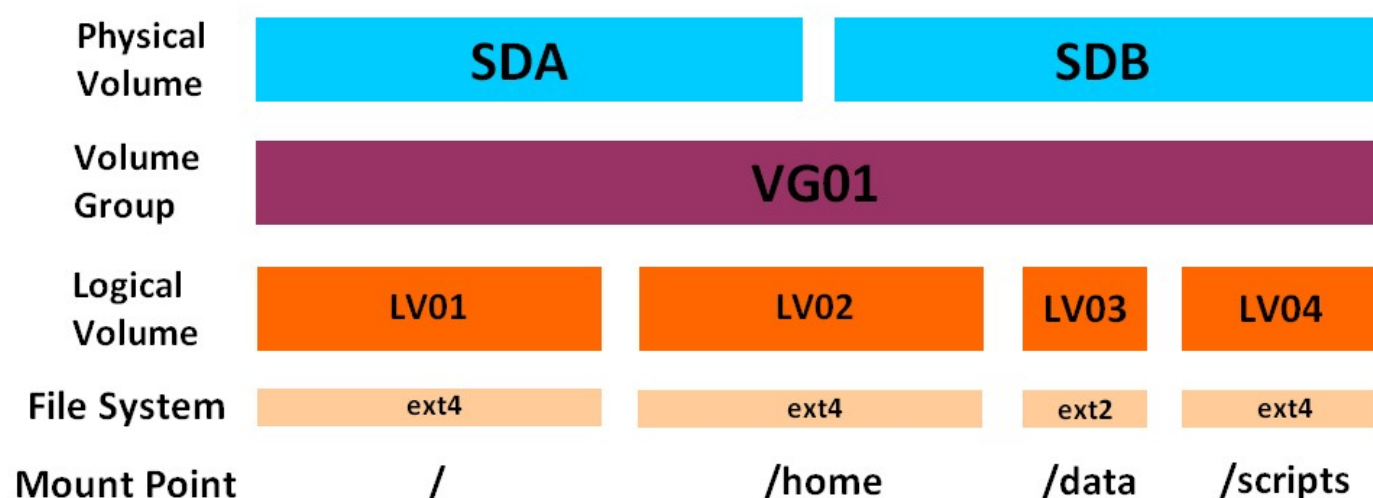 Physical
Volume
SDA SDB
Volume
Group
VG01
Logical
Volume
LV01 LV02 LV03 LV04
File System ext4 ext4 ext2 ext4
Mount Point / /home /data /scripts